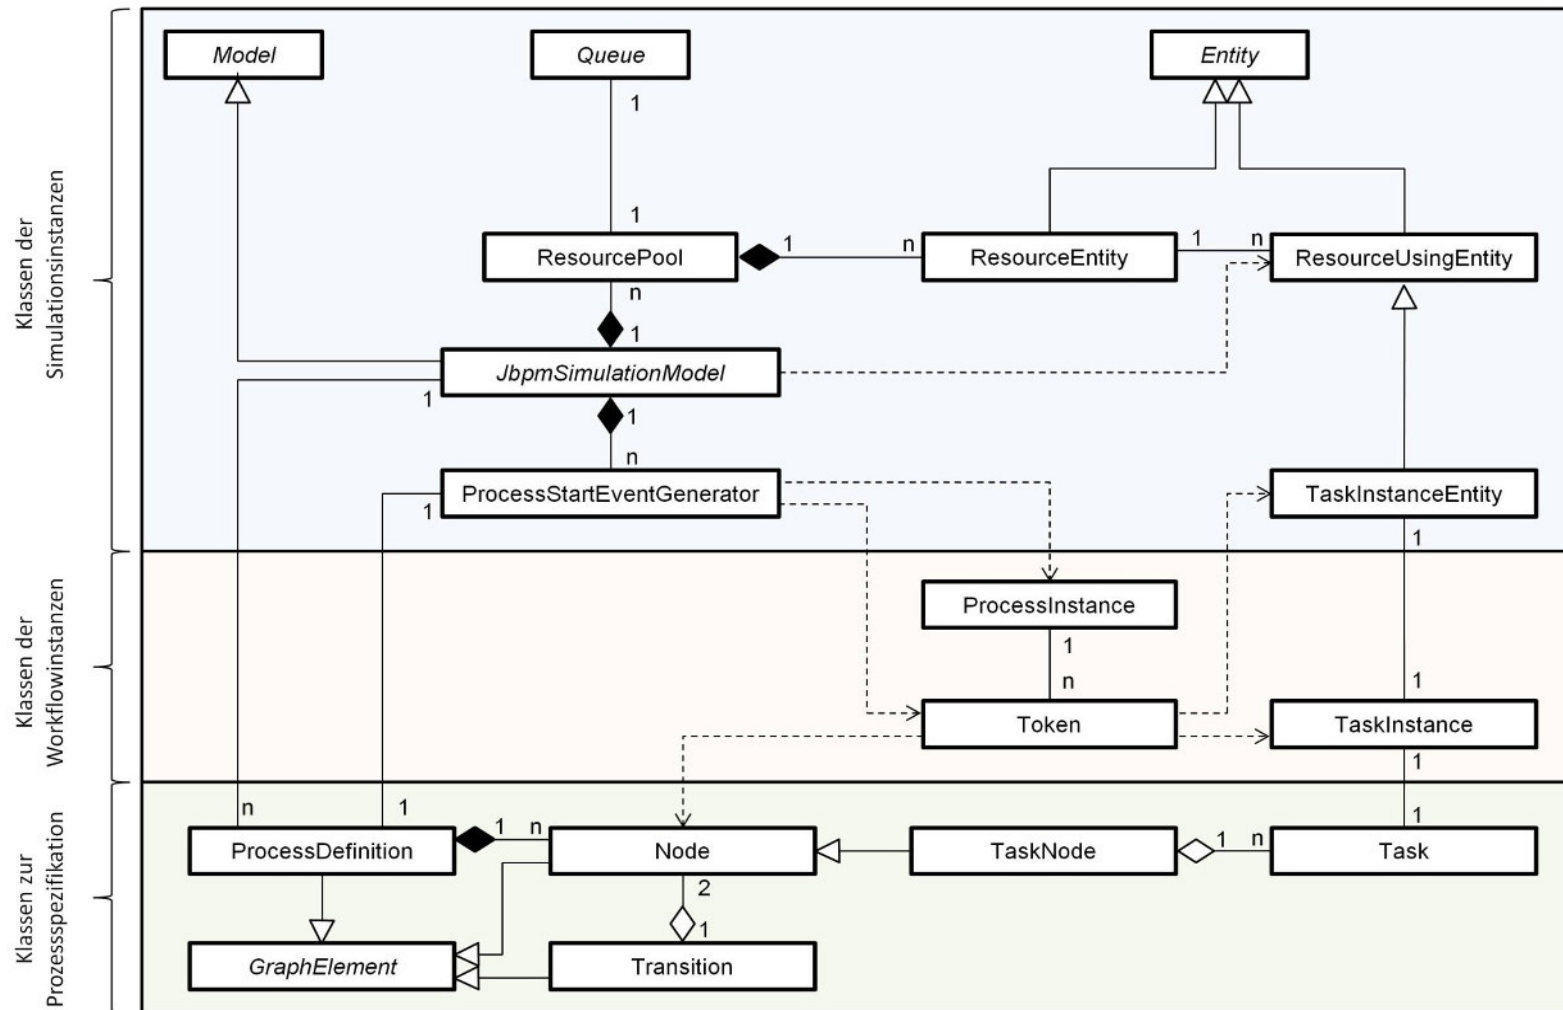 Klassen der
Simulationsinstanzen
Model
Queue
Entity
1
1
ResourcePool
1
n
ResourceEntity
1
n
ResourceUsingEntity
n
1
JbpmSimulationModel
1
1
n
ProcessStartEventGenerator
1
TaskInstanceEntity
1
Klassen der
Workflowinstanzen
ProcessInstance
1
n
Token
1
TaskInstance
1
Klassen zur
Prozessspezifikation
n
1
1
ProcessDefinition
1
n
Node
TaskNode
1
n
Task
2
1
GraphElement
Transition